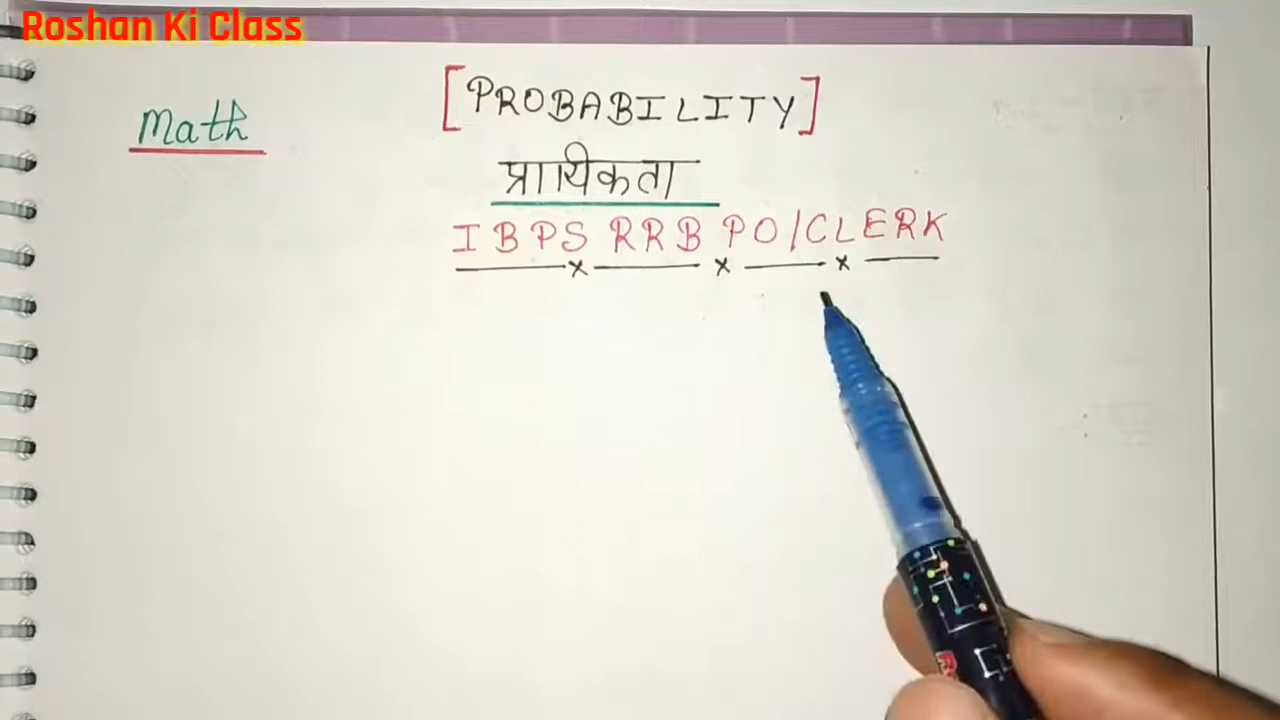 Roshan Ki Class
[PROBABILITY]
Math
प्रायिकता
IBPS RRB PO/CLERK